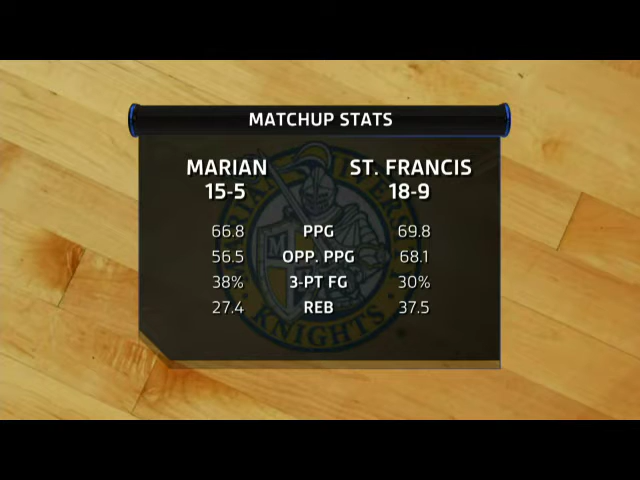 MATCHUP STATS
MARIAN ST. FRANCIS
15-5 18-9
66.8 PPG 69.8
56.5 OPP. PPG 68.1
38% 3-PT FG 30%
27.4 REB 37.5
KNIGHTS